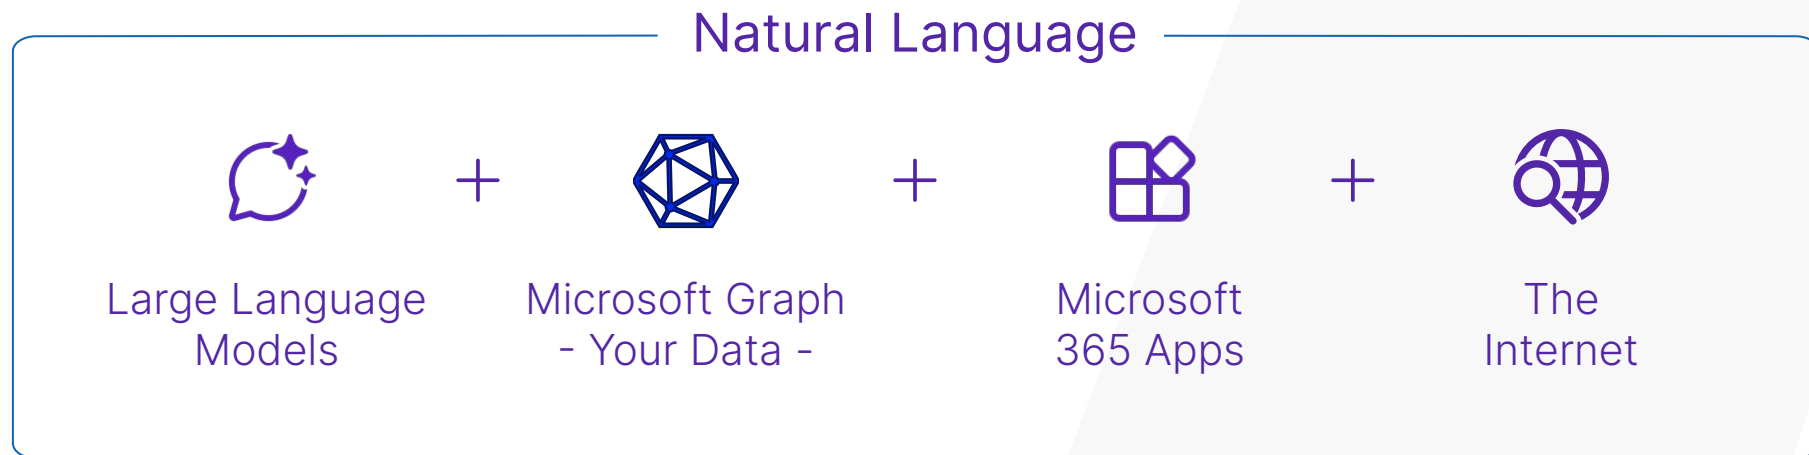 Natural Language
+ + +
Large Language
Models
Microsoft Graph
- Your Data -
Microsoft
365 Apps
The
Internet